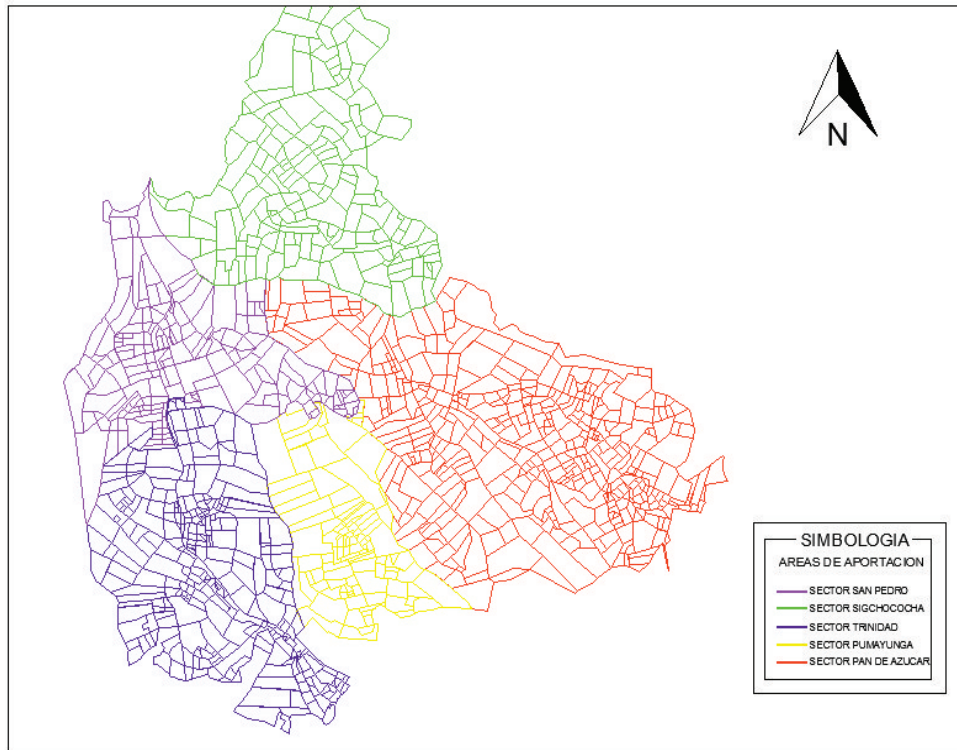 N
SIMBOLOGIA
AREAS DE APORTACION
SECTOR SAN PEDRO
SECTOR SIGCHOCOCHA
SECTOR TRINIDAD
SECTOR PUMAYUNGA
SECTOR PAN DE AZUCAR